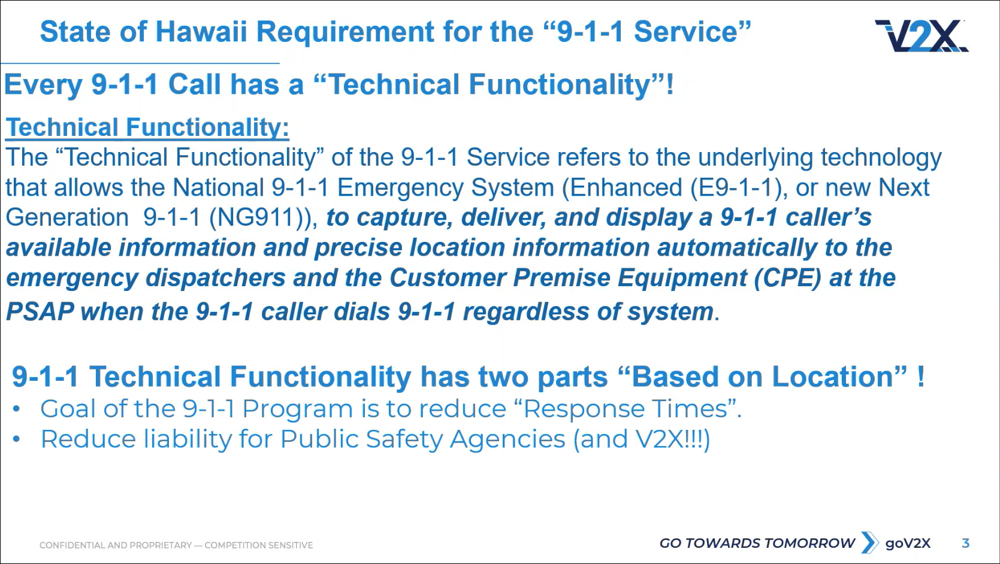 State of Hawaii Requirement for the “9-1-1 Service”
V2X
Every 9-1-1 Call has a “Technical Functionality”!
Technical Functionality:
The “Technical Functionality” of the 9-1-1 Service refers to the underlying technology
that allows the National 9-1-1 Emergency System (Enhanced (E9-1-1), or new Next
Generation  9-1-1 (NG911)), to capture, deliver, and display a 9-1-1 caller’s
available information and precise location information automatically to the
emergency dispatchers and the Customer Premise Equipment (CPE) at the
PSAP when the 9-1-1 caller dials 9-1-1 regardless of system.
9-1-1 Technical Functionality has two parts “Based on Location” !
• Goal of the 9-1-1 Program is to reduce “Response Times”.
• Reduce liability for Public Safety Agencies (and V2X!!!)
CONFIDENTIAL AND PROPRIETARY — COMPETITION SENSITIVE
GO TOWARDS TOMORROW goV2X 3